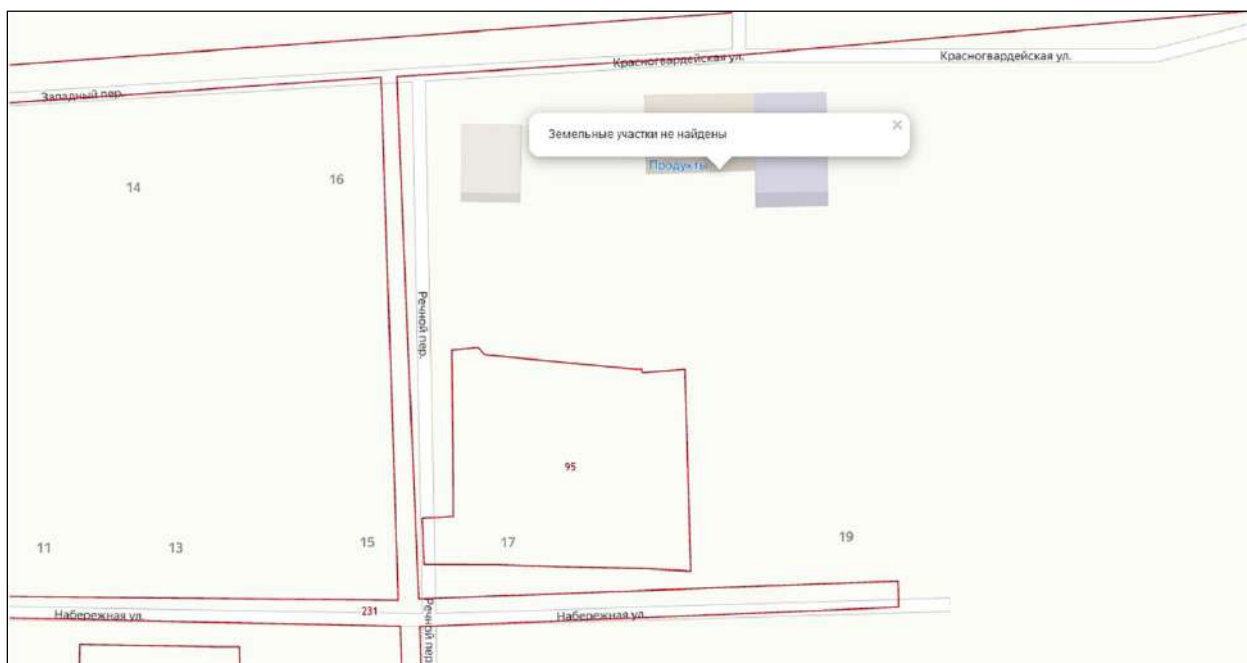 Красногвардейская ул.
Красногвардейская ул.
Западный пер.
Земельные участки не найдены
×
Продукты
14
16
Речной пер.
95
11
13
15
17
19
231
Набережная ул.
Набережная ул.
Речной пер.